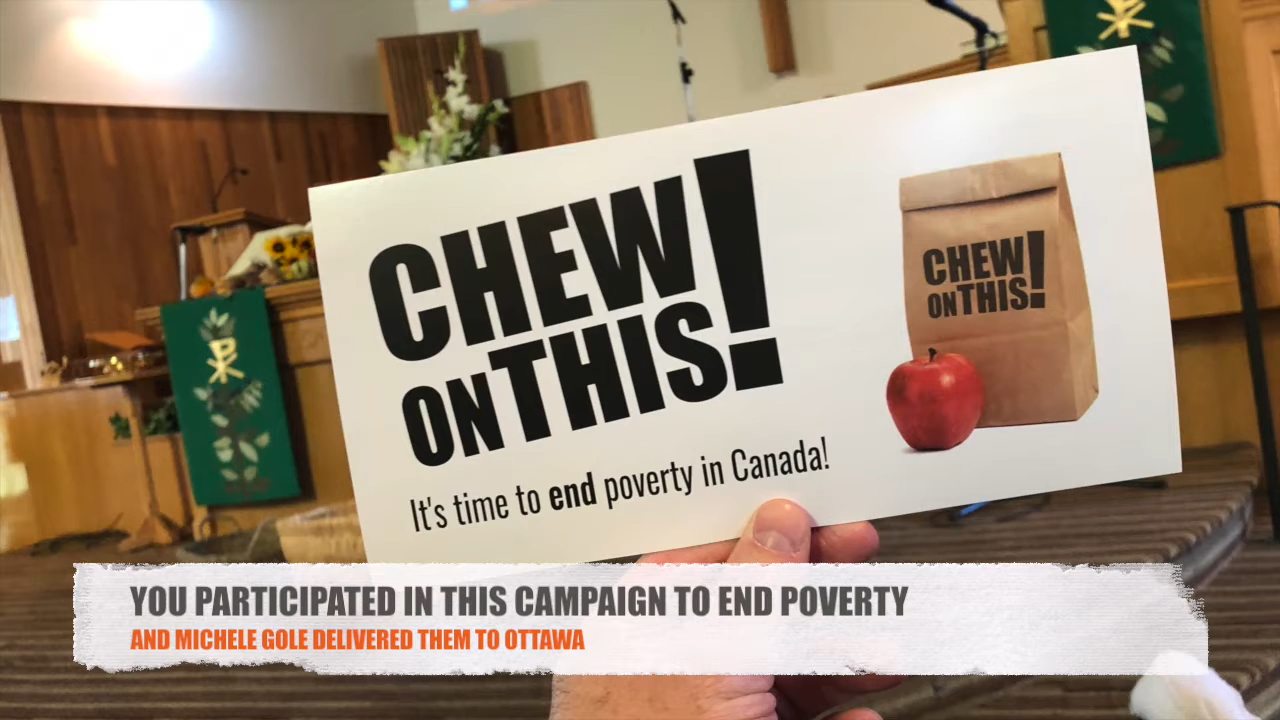 CHEW
ON THIS!
It's time to end poverty in Canada!
CHEW
ON THIS!
YOU PARTICIPATED IN THIS CAMPAIGN TO END POVERTY
AND MICHELE GOLE DELIVERED THEM TO OTTAWA